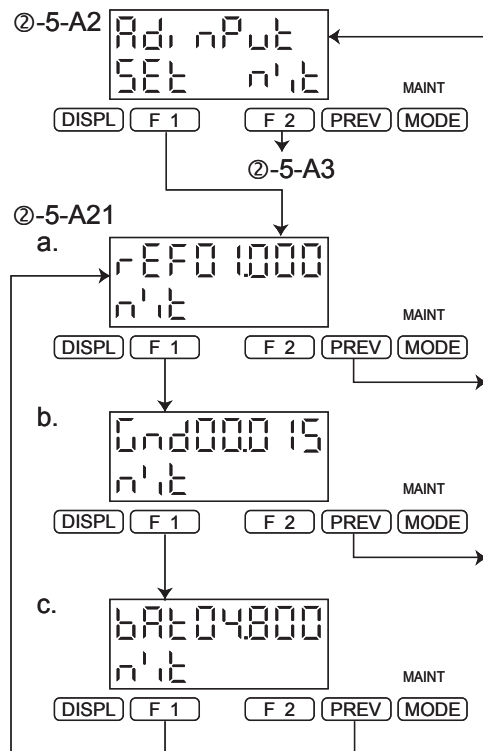 ②-5-A2
Adi nPut
SEt n'it
MAINT
DISPL F 1 F 2 PREV MODE
②-5-A3
②-5-A21
a.
rEF01.000
n'it
MAINT
DISPL F 1 F 2 PREV MODE
b.
Gnd00.015
n'it
MAINT
DISPL F 1 F 2 PREV MODE
c.
bAt04.800
n'it
MAINT
DISPL F 1 F 2 PREV MODE